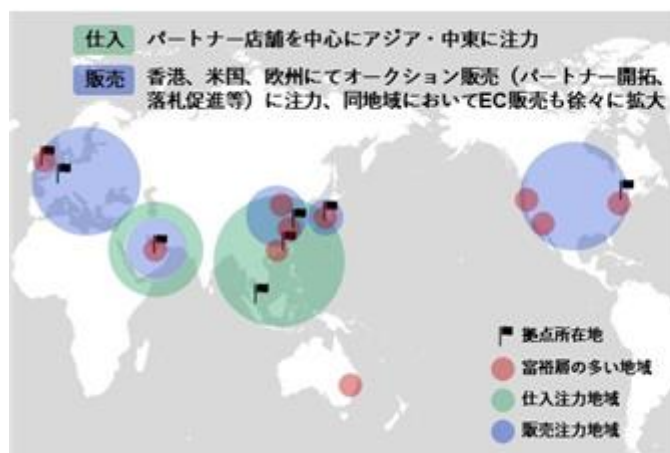 仕入 パートナー店舗を中心にアジア・中東に注力
販売 香港、米国、欧州にてオークション販売（パートナー開拓、
落札促進等）に注力、同地域においてEC販売も徐々に拡大
拠点所在地
富裕層の多い地域
仕入注力地域
販売注力地域